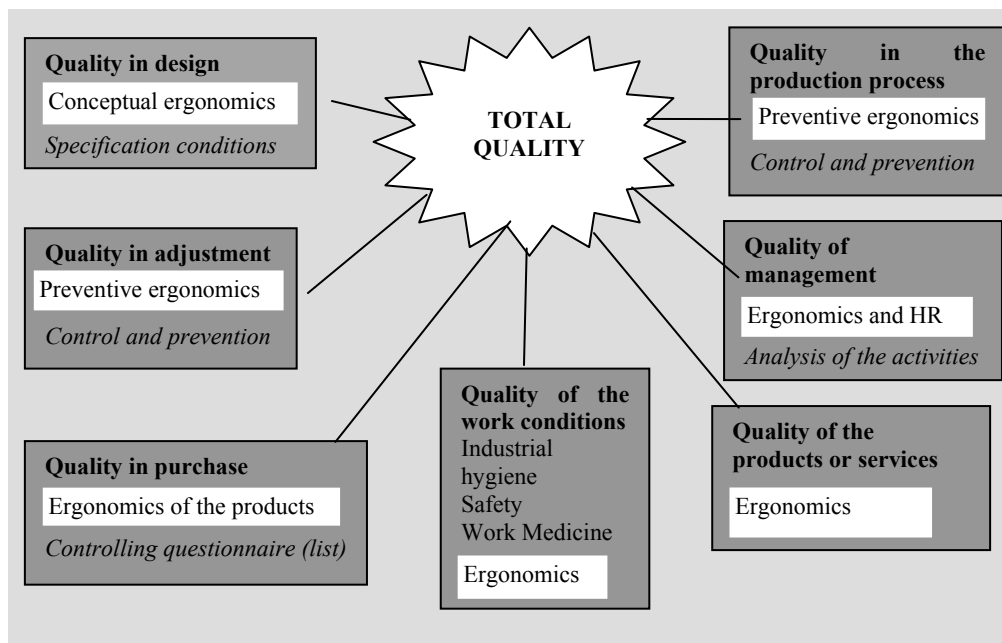 Quality in design
Conceptual ergonomics
Specification conditions
TOTAL
QUALITY
Quality in the
production process
Preventive ergonomics
Control and prevention
Quality in adjustment
Preventive ergonomics
Control and prevention
Quality of
management
Ergonomics and HR
Analysis of the activities
Quality in purchase
Ergonomics of the products
Controlling questionnaire (list)
Quality of the
work conditions
Industrial
hygiene
Safety
Work Medicine
Ergonomics
Quality of the
products or services
Ergonomics